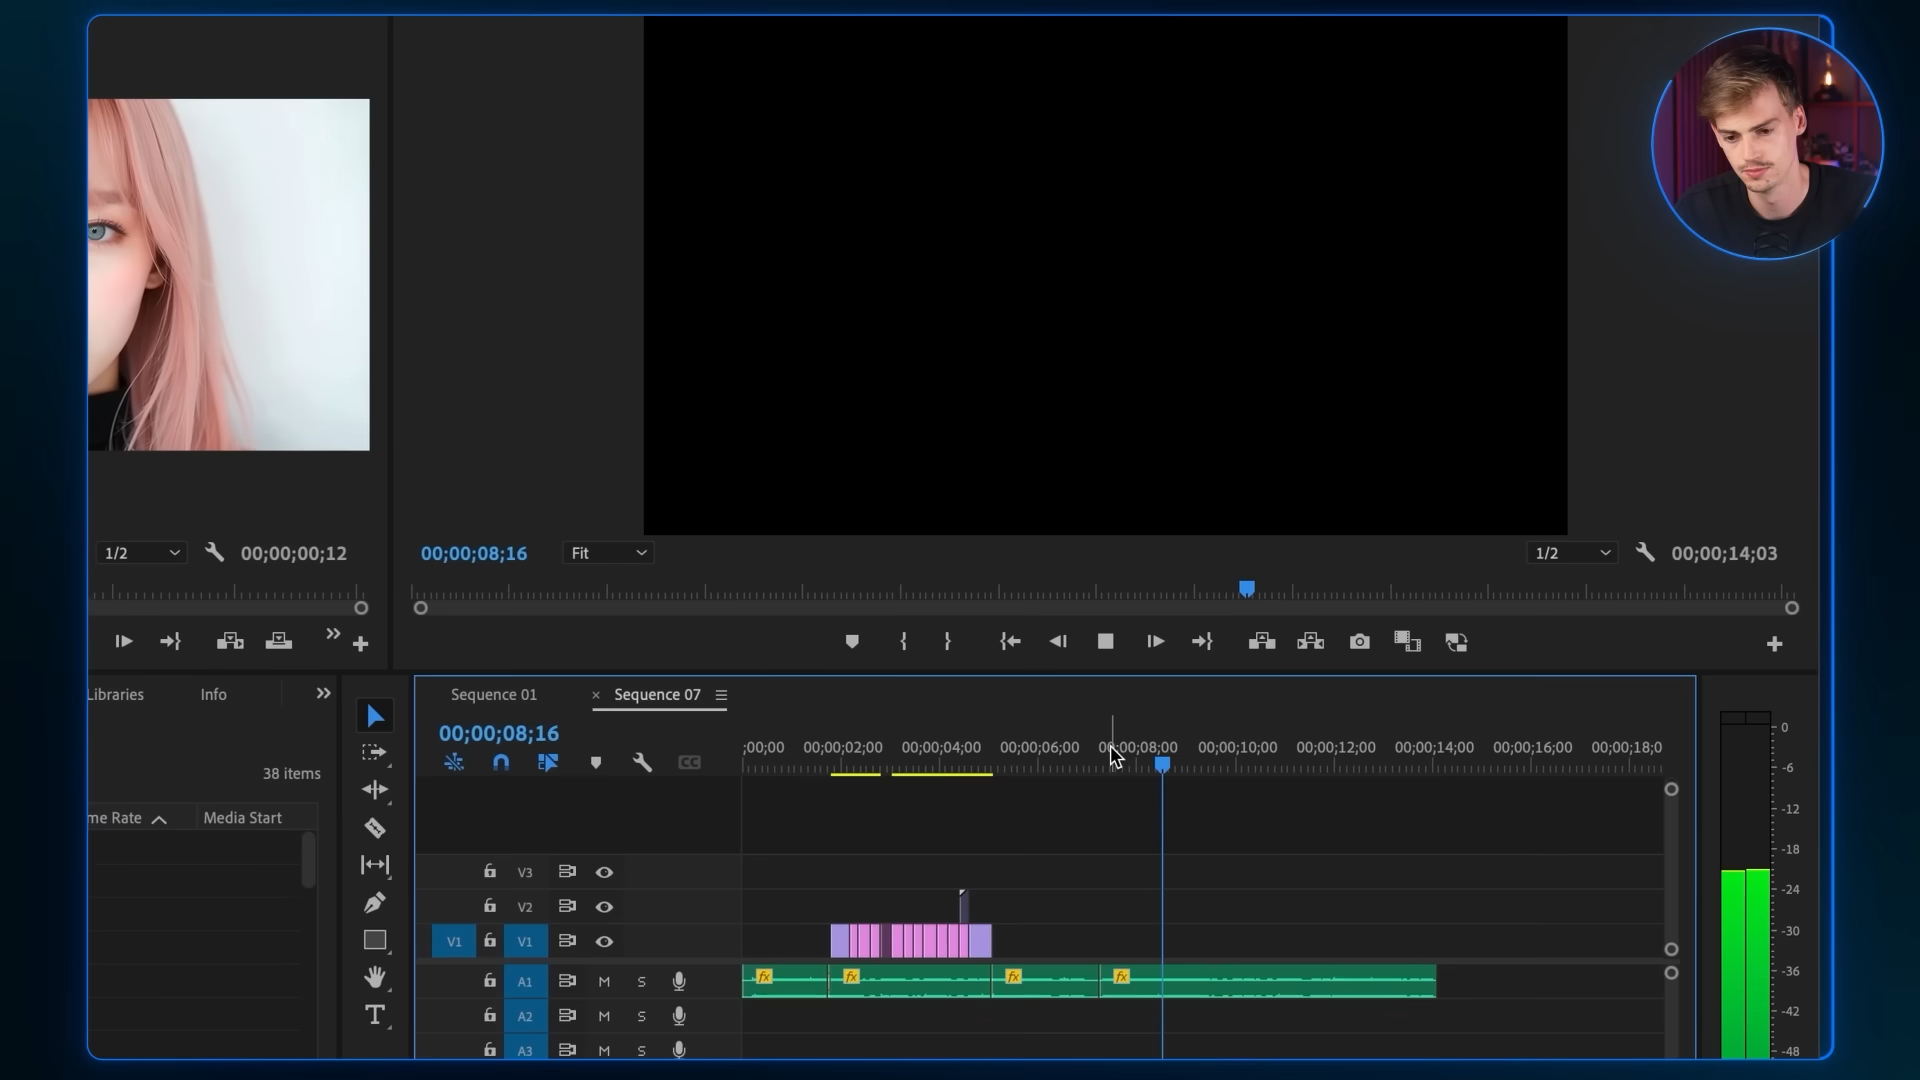 1/2
00;00;00;12
00;00;08;16
Fit
1/2
00;00;14;03
Libraries
Info
38 items
me Rate
Media Start
Sequence 01
× Sequence 07
00;00;08;16
CC
;00;00
00;00;02;00
00;00;04;00
00;00;06;00
00;00;08;00
00;00;10;00
00;00;12;00
00;00;14;00
00;00;16;00
00;00;18;0
V3
V2
V1 V1
A1 M S
fx fx fx fx
A2 M S
A3 M S
T
0
-6
-12
-18
-24
-30
-36
-42
-48